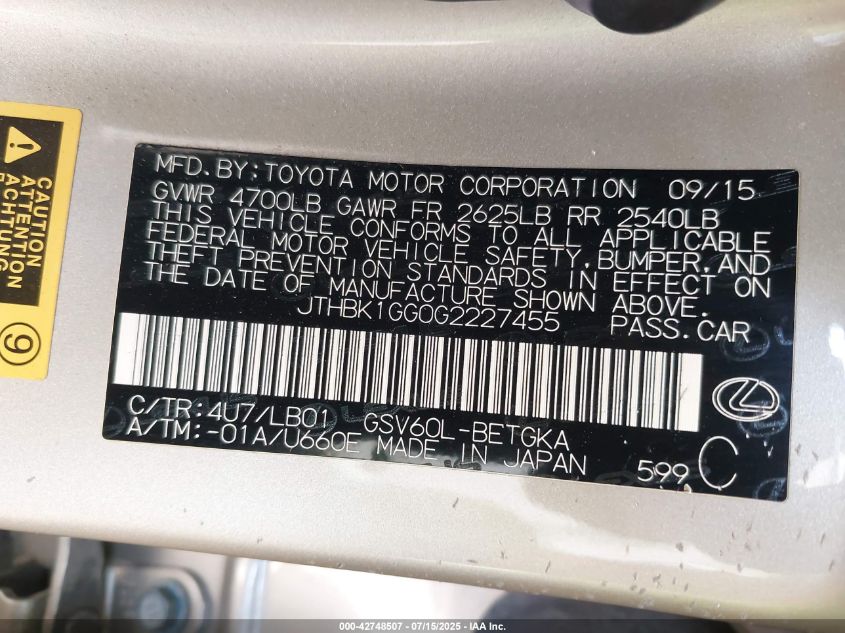 CAUTION
ATTENTION
ACHTUNG
9
MFD.BY:TOYOTA MOTOR CORPORATION 09/15
GVWR 4700LB GAWR FR 2625LB RR 2540LB
THIS VEHICLE CONFORMS TO ALL APPLICABLE
FEDERAL MOTOR VEHICLE SAFETY,BUMPER,AND
THEFT PREVENTION STANDARDS IN EFFECT ON
THE DATE OF MANUFACTURE SHOWN ABOVE.
JTHBK1GG0G2227455 PASS.CAR
C/TR:4U7/LB01 GSV60L-BETGKA
A/TM:-01A/U660E MADE IN JAPAN 599 C
000-42748507 - 07/15/2025 - IAA Inc.